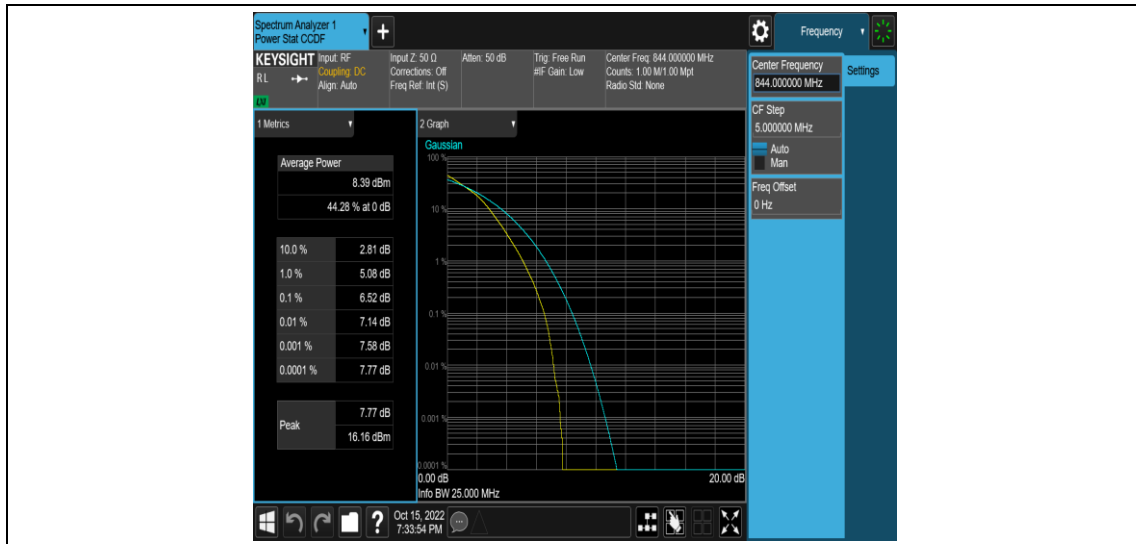 Spectrum Analyzer 1
Power Stat CCDF
+
Frequency
KEYSIGHT
RL
LXI
Input: RF
Coupling: DC
Align: Auto
Input Z: 50 Ω
Corrections: Off
Freq Ref: Int (S)
Atten: 50 dB
Trig: Free Run
#IF Gain: Low
Center Freq: 844.000000 MHz
Counts: 1.00 M/1.00 Mpt
Radio Std: None
Center Frequency
844.000000 MHz
Settings
CF Step
5.000000 MHz
Auto
Man
Freq Offset
0 Hz
1 Metrics
Average Power
8.39 dBm
44.28 % at 0 dB
10.0 % 2.81 dB
1.0 % 5.08 dB
0.1 % 6.52 dB
0.01 % 7.14 dB
0.001 % 7.58 dB
0.0001 % 7.77 dB
Peak
7.77 dB
16.16 dBm
2 Graph
Gaussian
100 %
10 %
1 %
0.1 %
0.01 %
0.001 %
0.0001 %
0.00 dB 20.00 dB
Info BW 25.000 MHz
?
Oct 15, 2022
7:33:54 PM